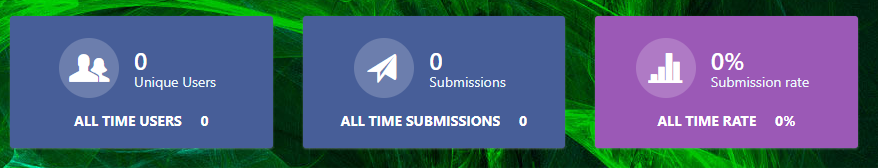 0
Unique Users
ALL TIME USERS 0
0
Submissions
ALL TIME SUBMISSIONS 0
0%
Submission rate
ALL TIME RATE 0%